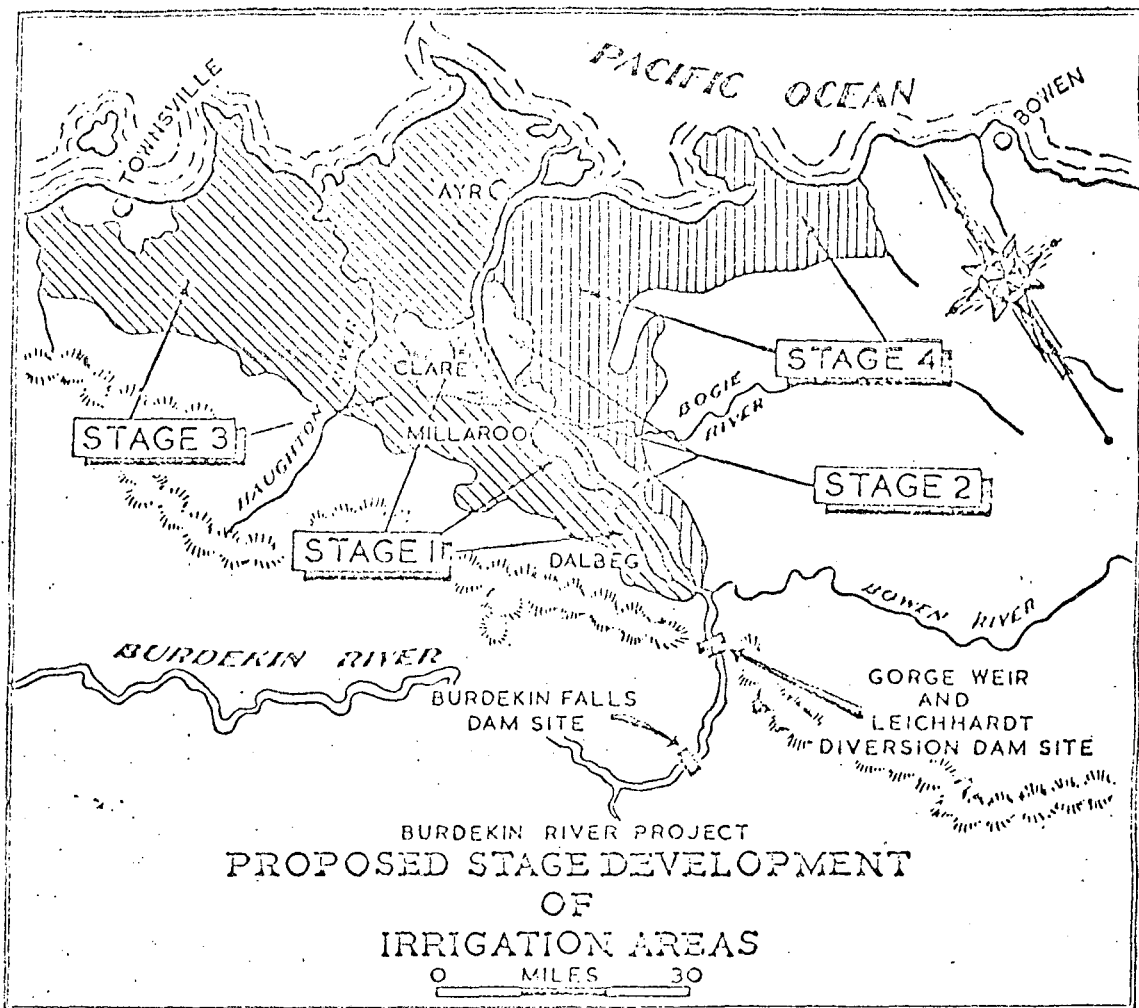 PACIFIC OCEAN
TOWNSVILLE
BOWEN
AYR
STAGE 4
CLARE
BOGIE
RIVER
STAGE 3
HAUGHTON RIVER
MILLAROO
STAGE 2
STAGE 1
DALBEG
BOWEN RIVER
BURDEKIN RIVER
BURDEKIN FALLS
DAM SITE
GORGE WEIR
AND
LEICHHARDT
DIVERSION DAM SITE
BURDEKIN RIVER PROJECT
PROPOSED STAGE DEVELOPMENT
OF
IRRIGATION AREAS
0 MILES 30